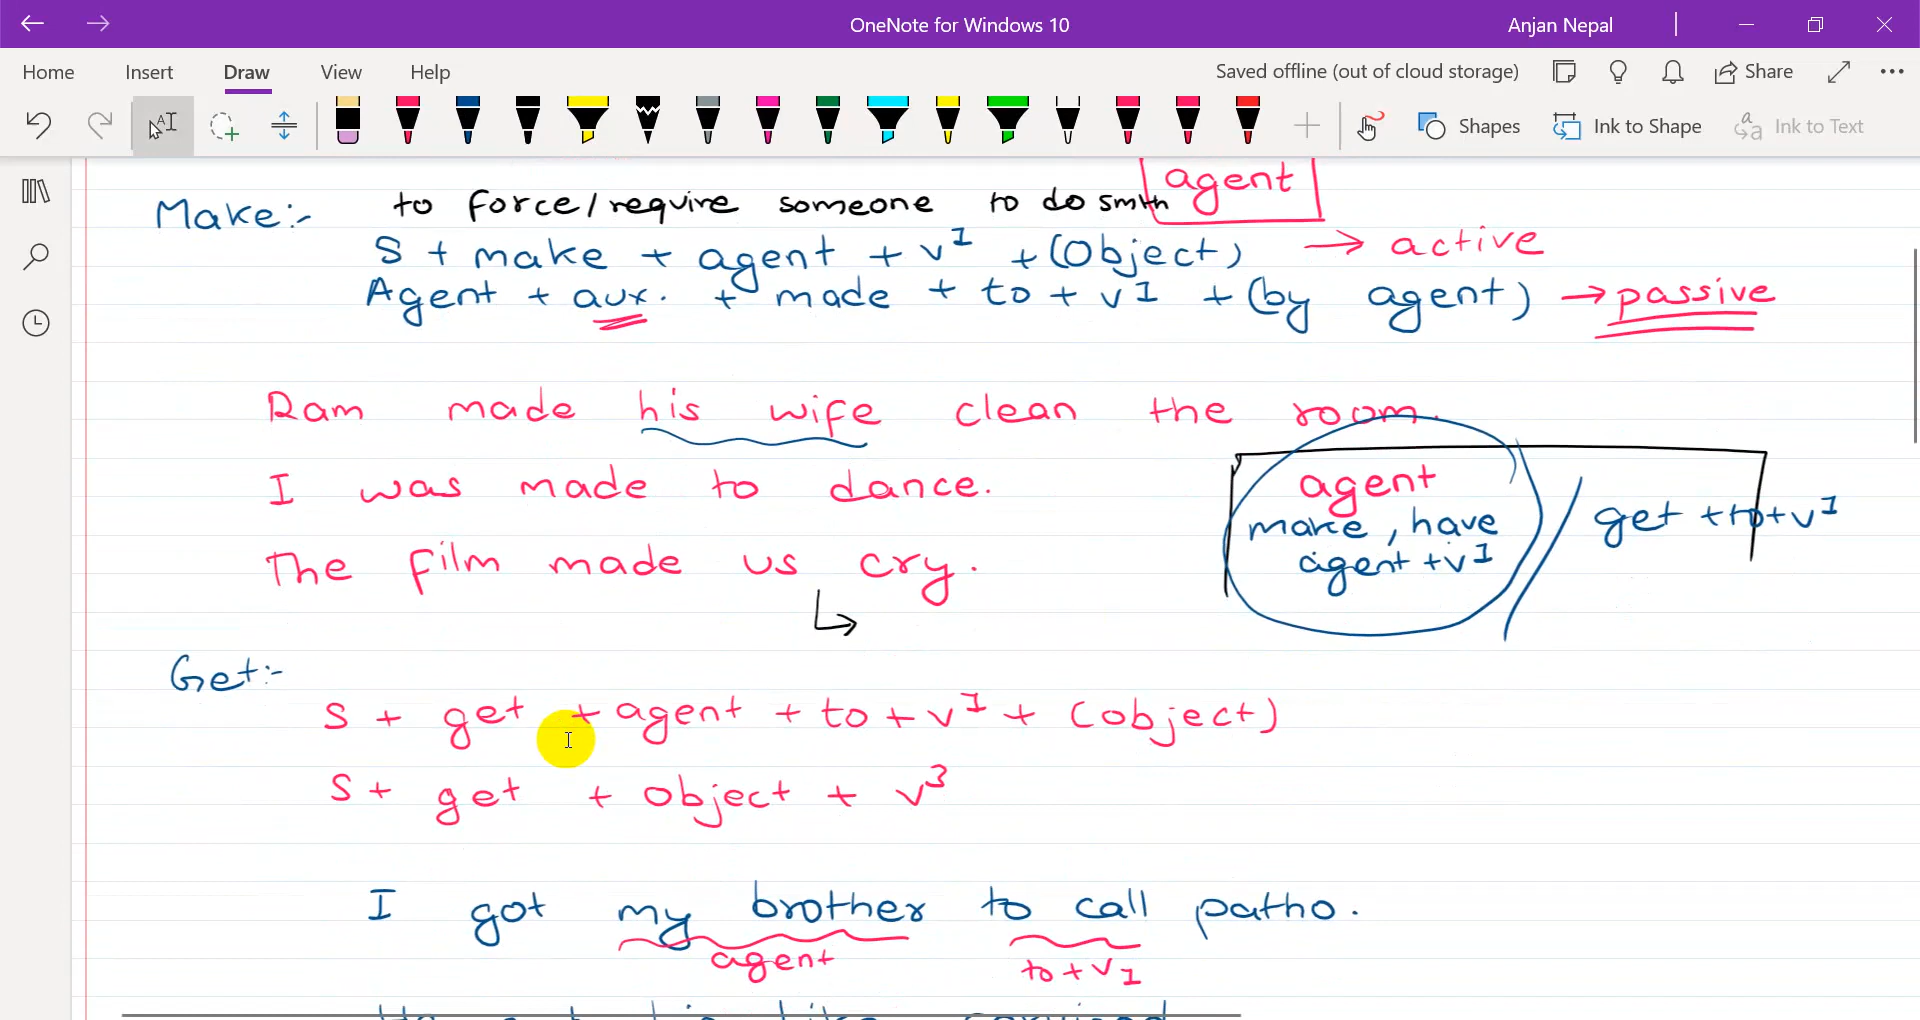 OneNote for Windows 10
Anjan Nepal
Home Insert Draw View Help
Saved offline (out of cloud storage)
Share
Shapes
Ink to Shape
Ink to Text
agent
Make:-
to force/require someone to do smth
S + make + agent + v¹ + (Object) → active
Agent + aux. + made + to + v1 + (by agent) → passive
Ram made his wife clean the room.
I was made to dance.
The film made us cry.
agent
make, have
agent + v¹
get + to + v¹
Get:-
S + get + agent + to + v¹ + (object)
S + get + object + v³
I got my brother to call patho.
agent
to + v1